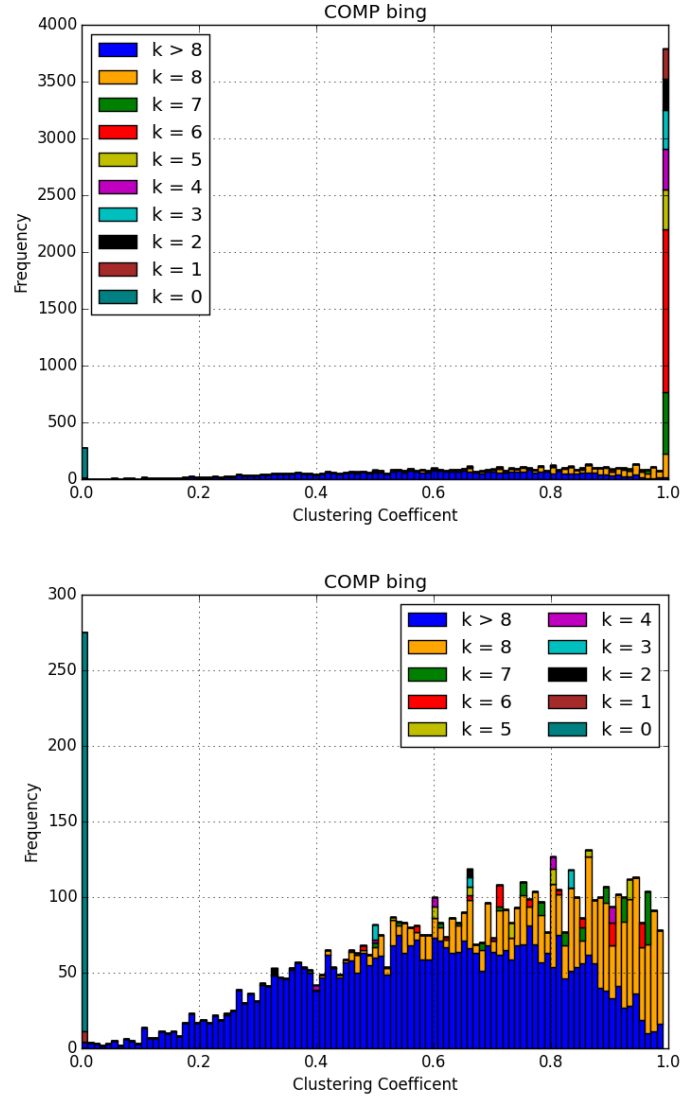 COMP bing
4000
3500
3000
2500
2000
1500
1000
500
0
Frequency
k > 8
k = 8
k = 7
k = 6
k = 5
k = 4
k = 3
k = 2
k = 1
k = 0
0.0 0.2 0.4 0.6 0.8 1.0
Clustering Coefficent
COMP bing
300
250
200
150
100
50
0
Frequency
k > 8 k = 4
k = 8 k = 3
k = 7 k = 2
k = 6 k = 1
k = 5 k = 0
0.0 0.2 0.4 0.6 0.8 1.0
Clustering Coefficent